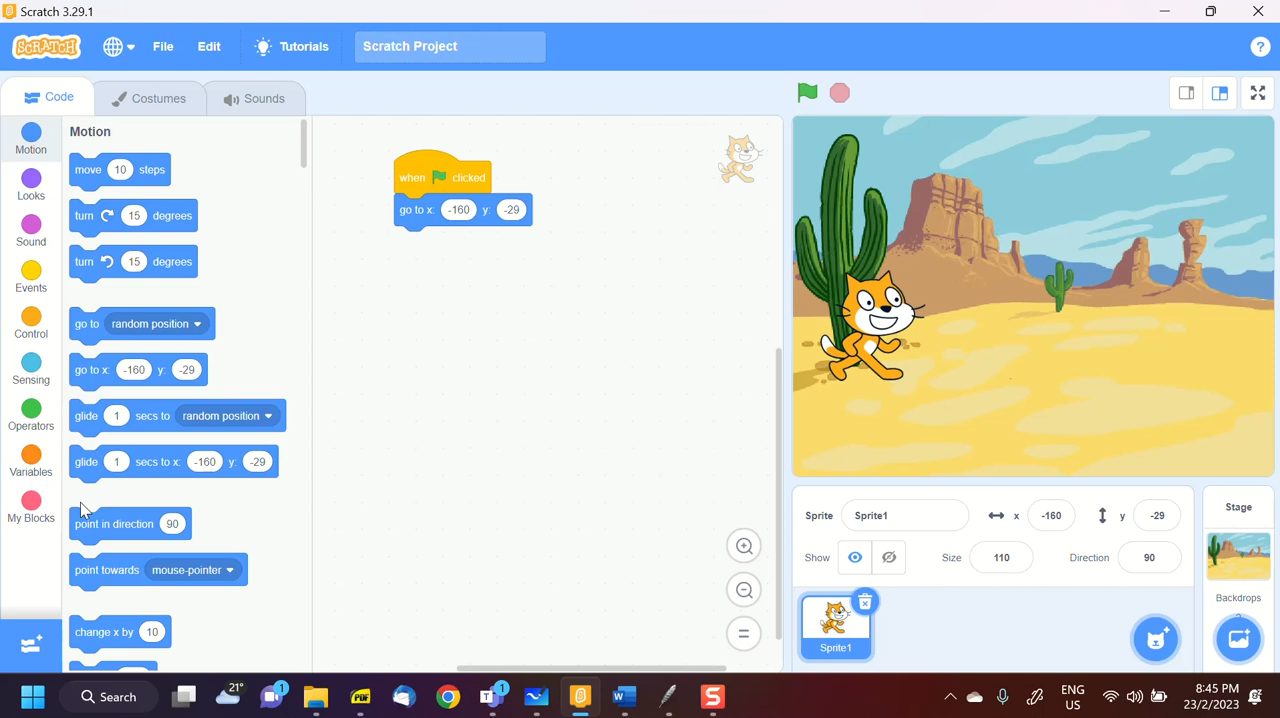 Scratch 3.29.1
SCRATCH File Edit Tutorials Scratch Project ?
Code Costumes Sounds
Motion
Looks
Sound
Events
Control
Sensing
Operators
Variables
My Blocks
Motion
move 10 steps
turn 15 degrees
turn 15 degrees
go to random position
go to x: -160 y: -29
glide 1 secs to random position
glide 1 secs to x: -160 y: -29
point in direction 90
point towards mouse-pointer
change x by 10
when clicked
go to x: -160 y: -29
Sprite Sprite1 x -160 y -29
Show Size 110 Direction 90
Sprite1
Stage
Backdrops
Search
21°
1
PDF
1
W
S
ENG
US
8:45 PM
23/2/2023